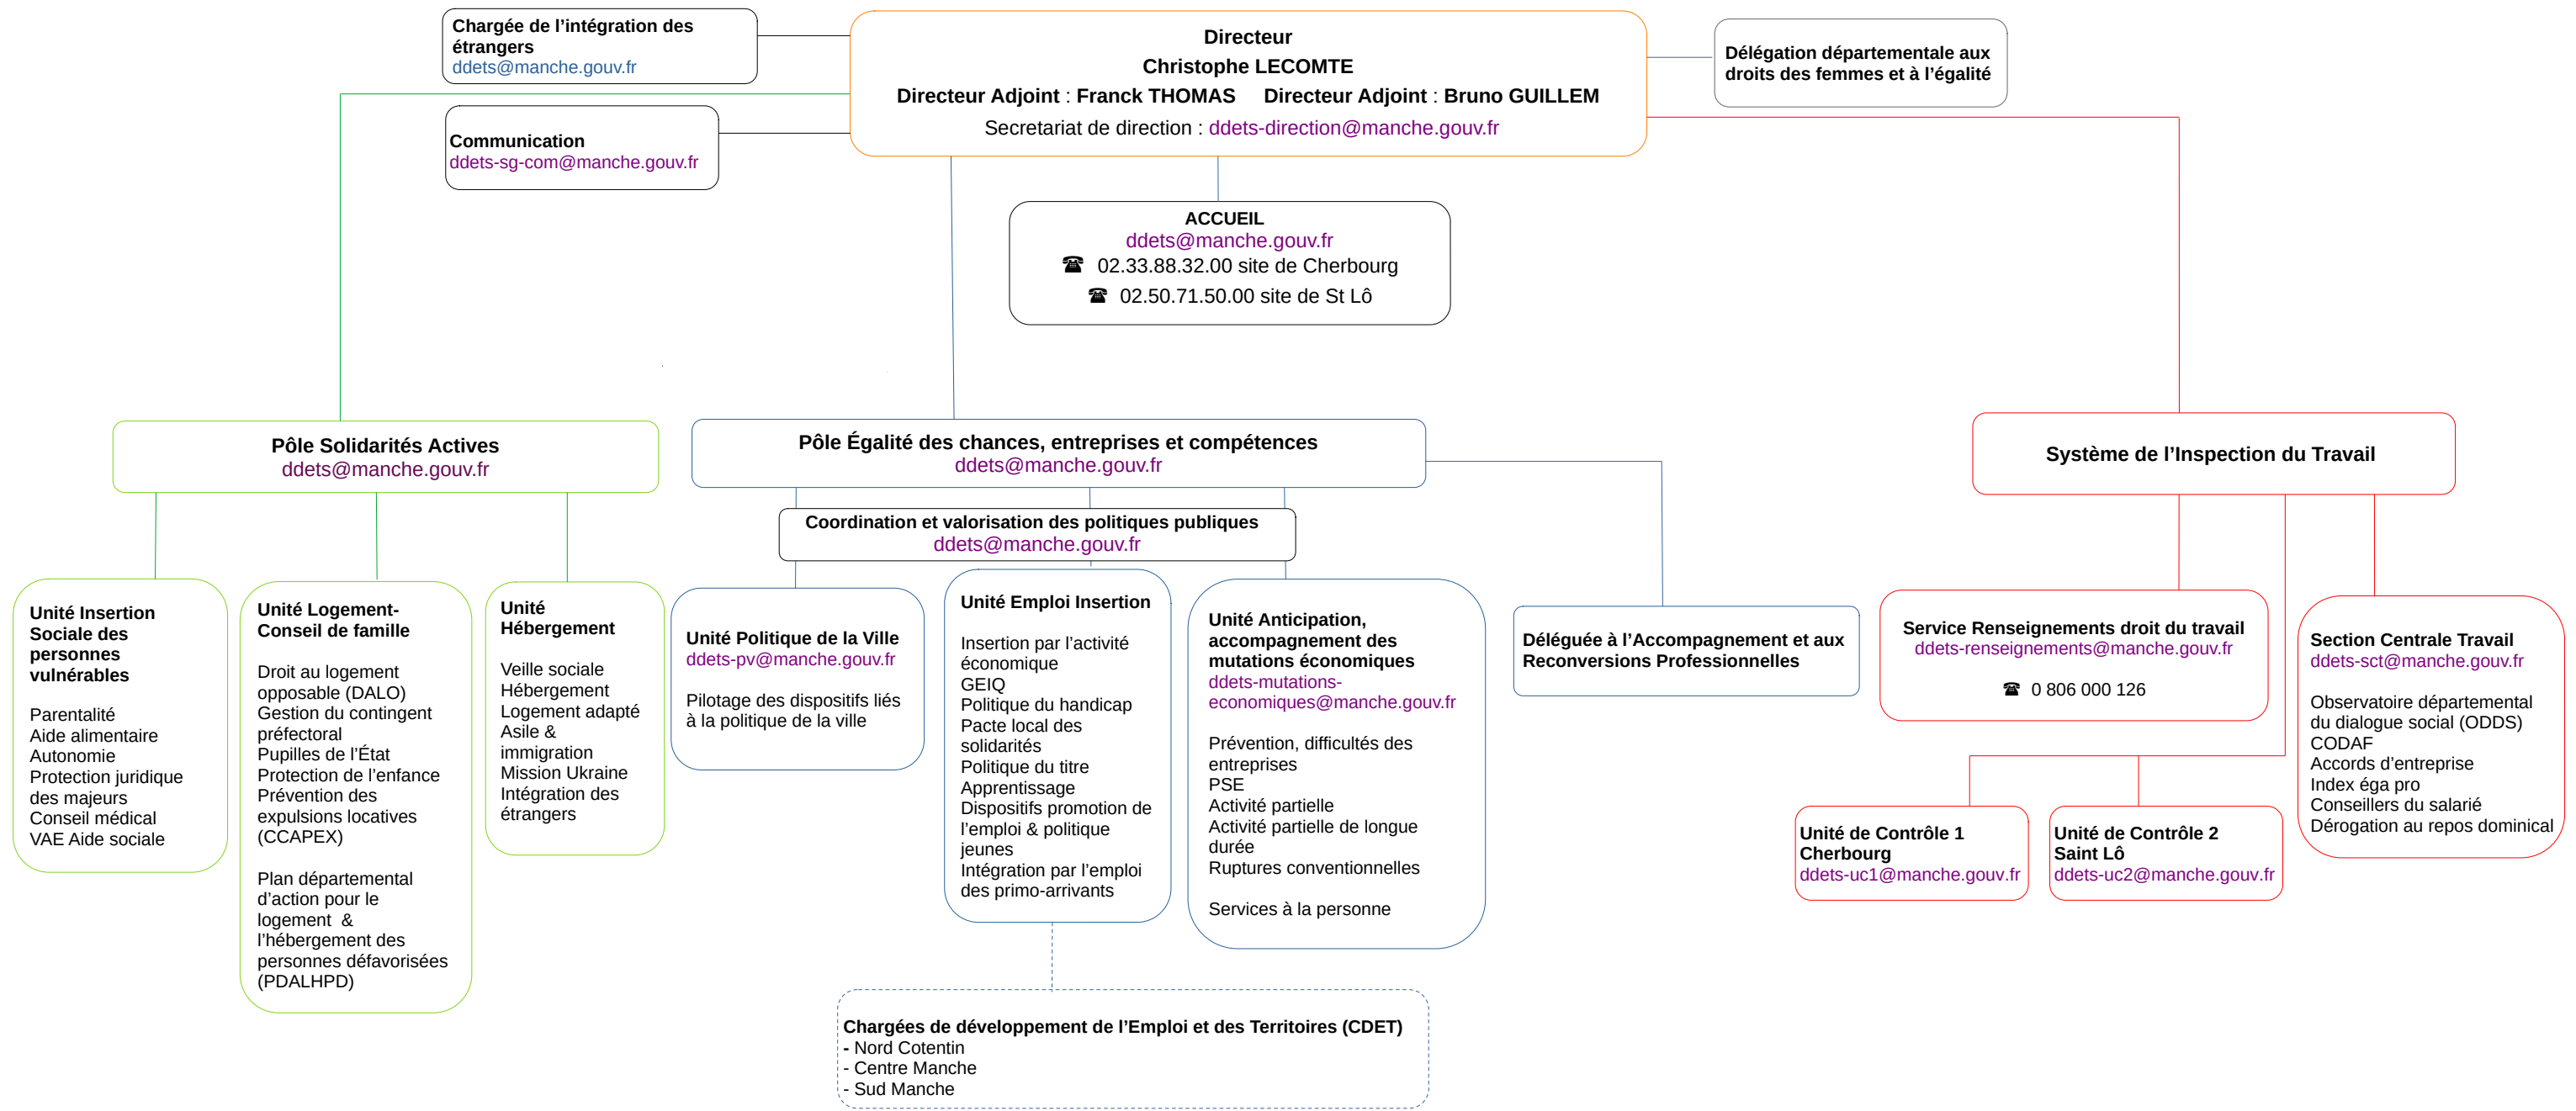 Chargée de l’intégration des
étrangers
ddets@manche.gouv.fr
Directeur
Christophe LECOMTE
Directeur Adjoint : Franck THOMAS Directeur Adjoint : Bruno GUILLEM
Secretariat de direction : ddets-direction@manche.gouv.fr
Délégation départementale aux
droits des femmes et à l’égalité
Communication
ddets-sg-com@manche.gouv.fr
ACCUEIL
ddets@manche.gouv.fr
☎ 02.33.88.32.00 site de Cherbourg
☎ 02.50.71.50.00 site de St Lô
Pôle Solidarités Actives
ddets@manche.gouv.fr
Pôle Égalité des chances, entreprises et compétences
ddets@manche.gouv.fr
Système de l’Inspection du Travail
Coordination et valorisation des politiques publiques
ddets@manche.gouv.fr
Unité Insertion
Sociale des
personnes
vulnérables
Parentalité
Aide alimentaire
Autonomie
Protection juridique
des majeurs
Conseil médical
VAE Aide sociale
Unité Logement-
Conseil de famille
Droit au logement
opposable (DALO)
Gestion du contingent
préfectoral
Pupilles de l’État
Protection de l’enfance
Prévention des
expulsions locatives
(CCAPEX)
Plan départemental
d’action pour le
logement &
l’hébergement des
personnes défavorisées
(PDALHPD)
Unité
Hébergement
Veille sociale
Hébergement
Logement adapté
Asile &
immigration
Mission Ukraine
Intégration des
étrangers
Unité Politique de la Ville
ddets-pv@manche.gouv.fr
Pilotage des dispositifs liés
à la politique de la ville
Unité Emploi Insertion
Insertion par l’activité
économique
GEIQ
Politique du handicap
Pacte local des
solidarités
Politique du titre
Apprentissage
Dispositifs promotion de
l’emploi & politique
jeunes
Intégration par l’emploi
des primo-arrivants
Unité Anticipation,
accompagnement des
mutations économiques
ddets-mutations-
economiques@manche.gouv.fr
Prévention, difficultés des
entreprises
PSE
Activité partielle
Activité partielle de longue
durée
Ruptures conventionnelles
Services à la personne
Déléguée à l’Accompagnement et aux
Reconversions Professionnelles
Service Renseignements droit du travail
ddets-renseignements@manche.gouv.fr
☎ 0 806 000 126
Section Centrale Travail
ddets-sct@manche.gouv.fr
Observatoire départemental
du dialogue social (ODDS)
CODAF
Accords d’entreprise
Index éga pro
Conseillers du salarié
Dérogation au repos dominical
Unité de Contrôle 1
Cherbourg
ddets-uc1@manche.gouv.fr
Unité de Contrôle 2
Saint Lô
ddets-uc2@manche.gouv.fr
Chargées de développement de l’Emploi et des Territoires (CDET)
- Nord Cotentin
- Centre Manche
- Sud Manche